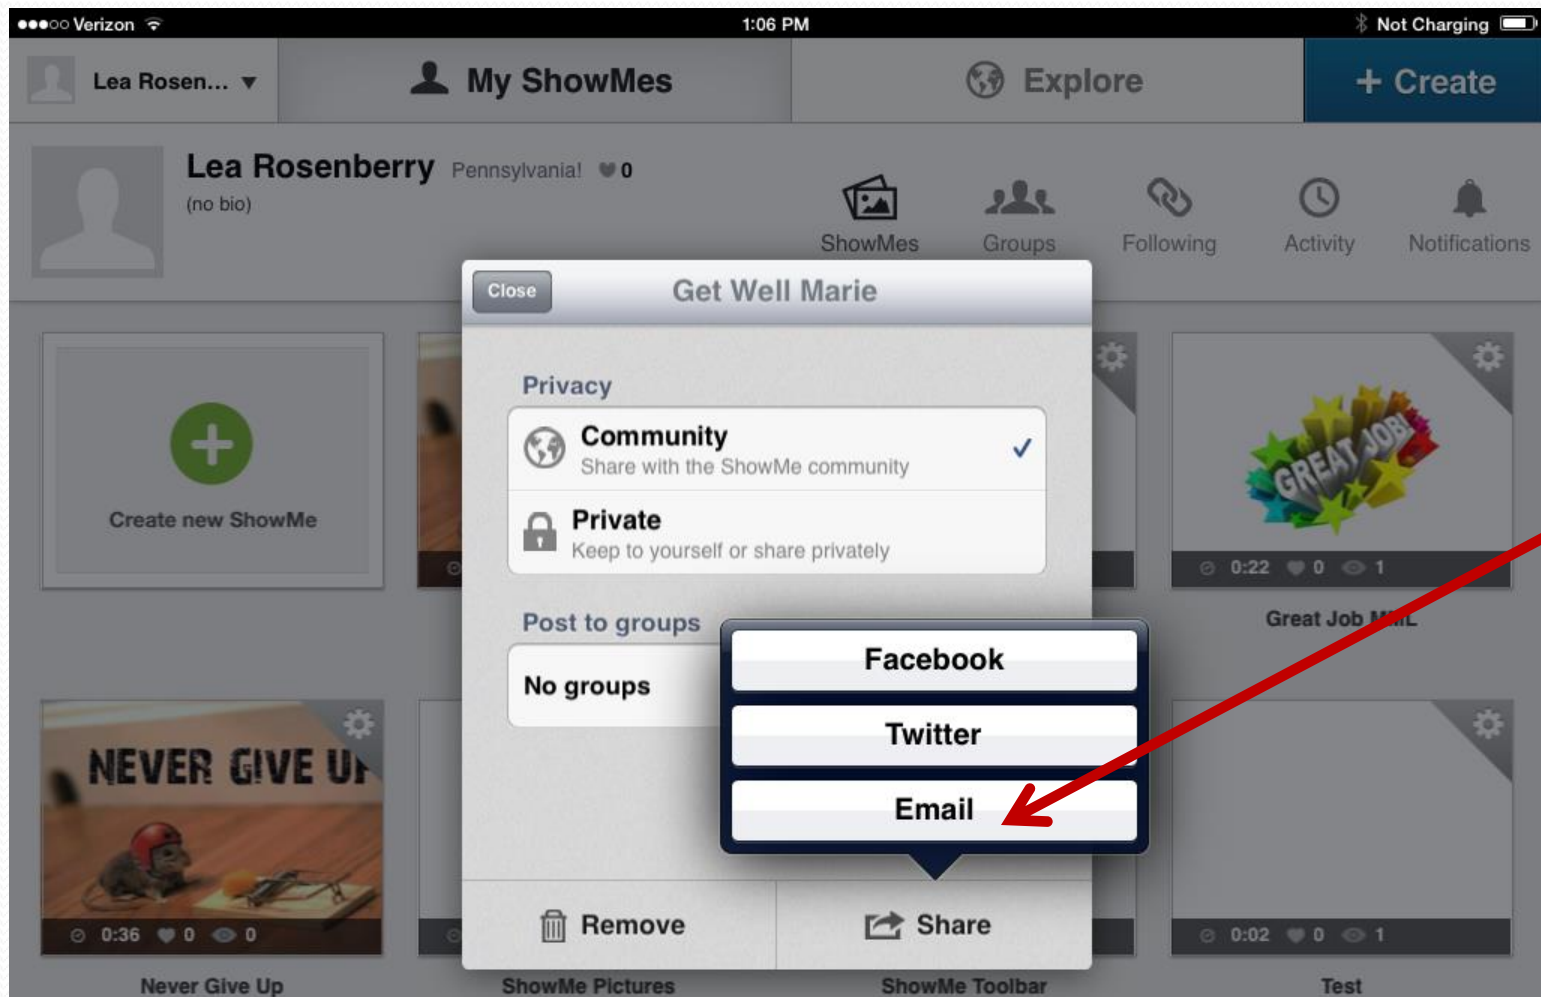 Verizon 1:06 PM Not Charging
Lea Rosen... ▼ My ShowMes Explore + Create
Lea Rosenberry Pennsylvania! 0
(no bio)
ShowMes Groups Following Activity Notifications
Close Get Well Marie
Privacy
Community
Share with the ShowMe community
Private
Keep to yourself or share privately
Create new ShowMe
GREAT JOB!
0:22 0 1
Great Job
Post to groups
No groups
Facebook
Twitter
Email
Remove Share
NEVER GIVE UP
0:36 0 0
0:02 0 1
Never Give Up ShowMe Pictures ShowMe Toolbar Test